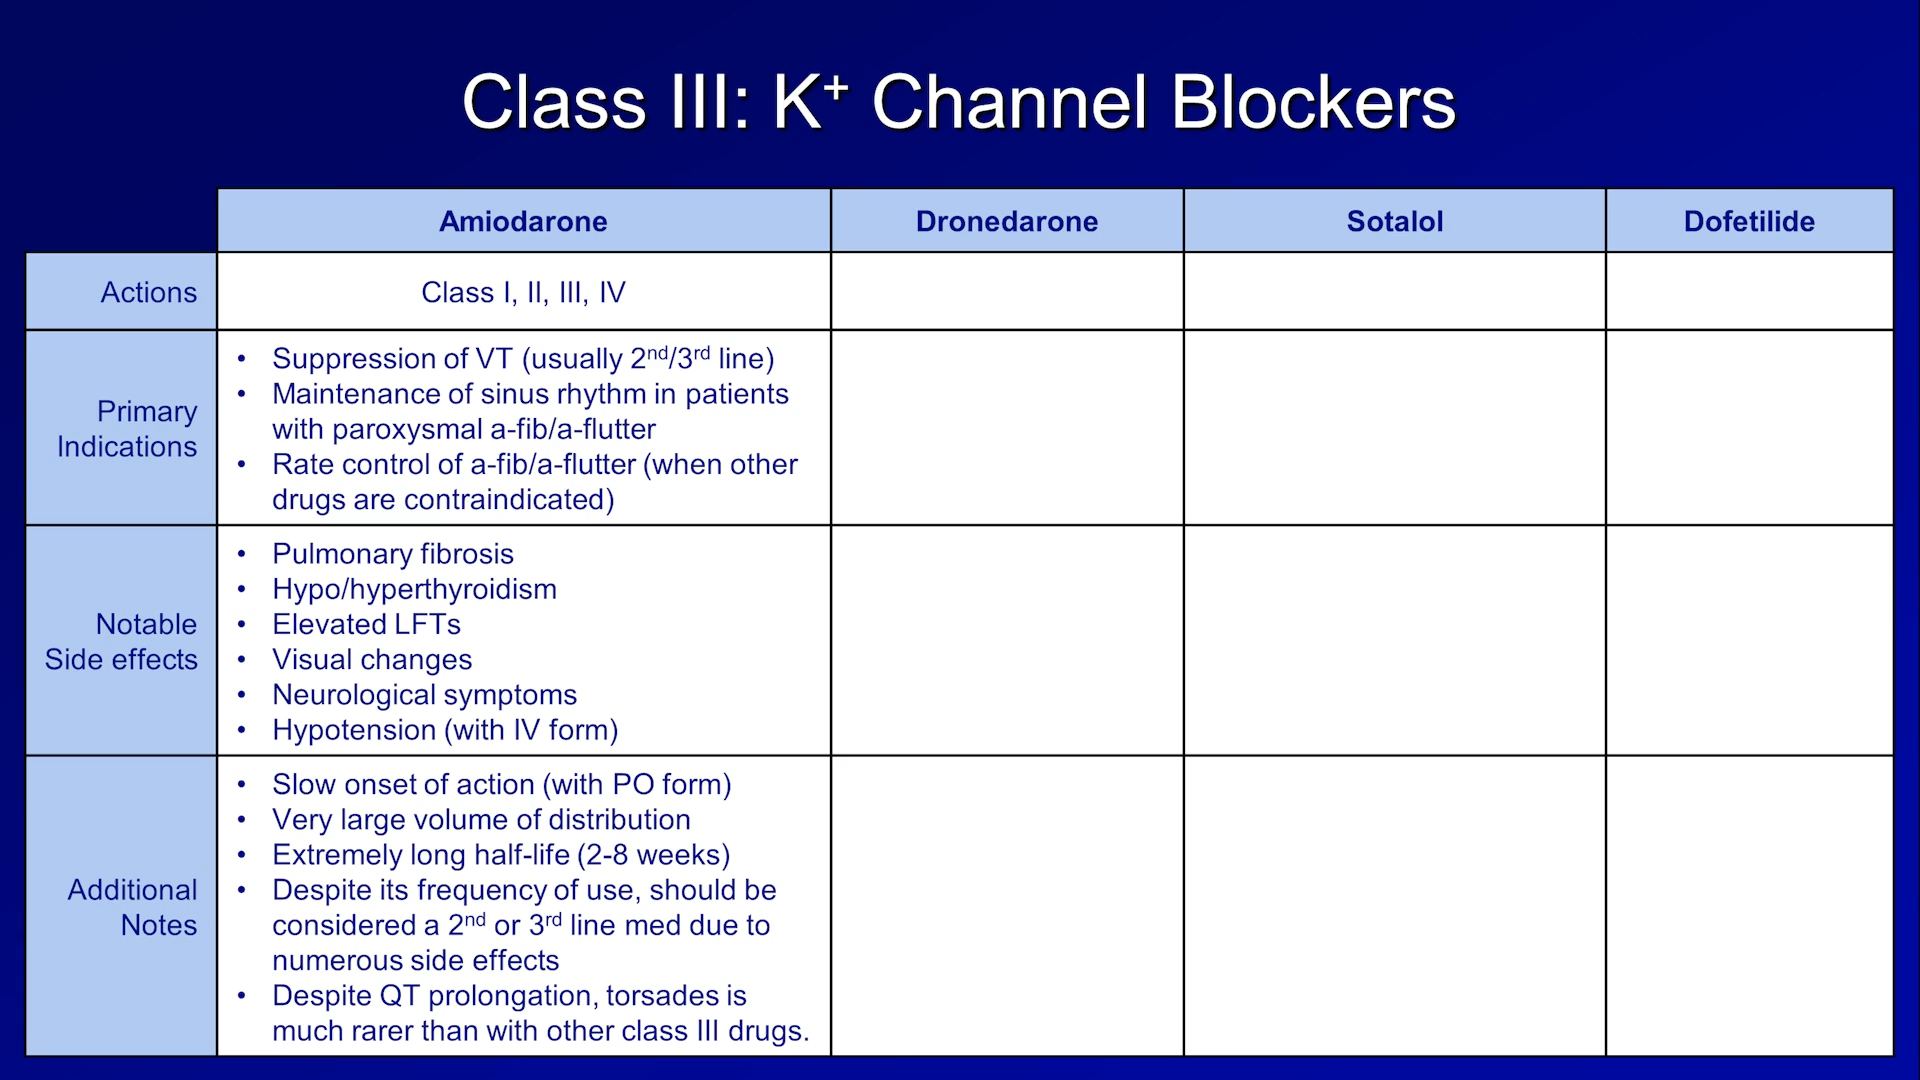 Class III: K⁺ Channel Blockers
Amiodarone Dronedarone Sotalol Dofetilide
Actions
Class I, II, III, IV
Primary
Indications
• Suppression of VT (usually 2nd/3rd line)
• Maintenance of sinus rhythm in patients
with paroxysmal a-fib/a-flutter
• Rate control of a-fib/a-flutter (when other
drugs are contraindicated)
Notable
Side effects
• Pulmonary fibrosis
• Hypo/hyperthyroidism
• Elevated LFTs
• Visual changes
• Neurological symptoms
• Hypotension (with IV form)
Additional
Notes
• Slow onset of action (with PO form)
• Very large volume of distribution
• Extremely long half-life (2-8 weeks)
• Despite its frequency of use, should be
considered a 2nd or 3rd line med due to
numerous side effects
• Despite QT prolongation, torsades is
much rarer than with other class III drugs.